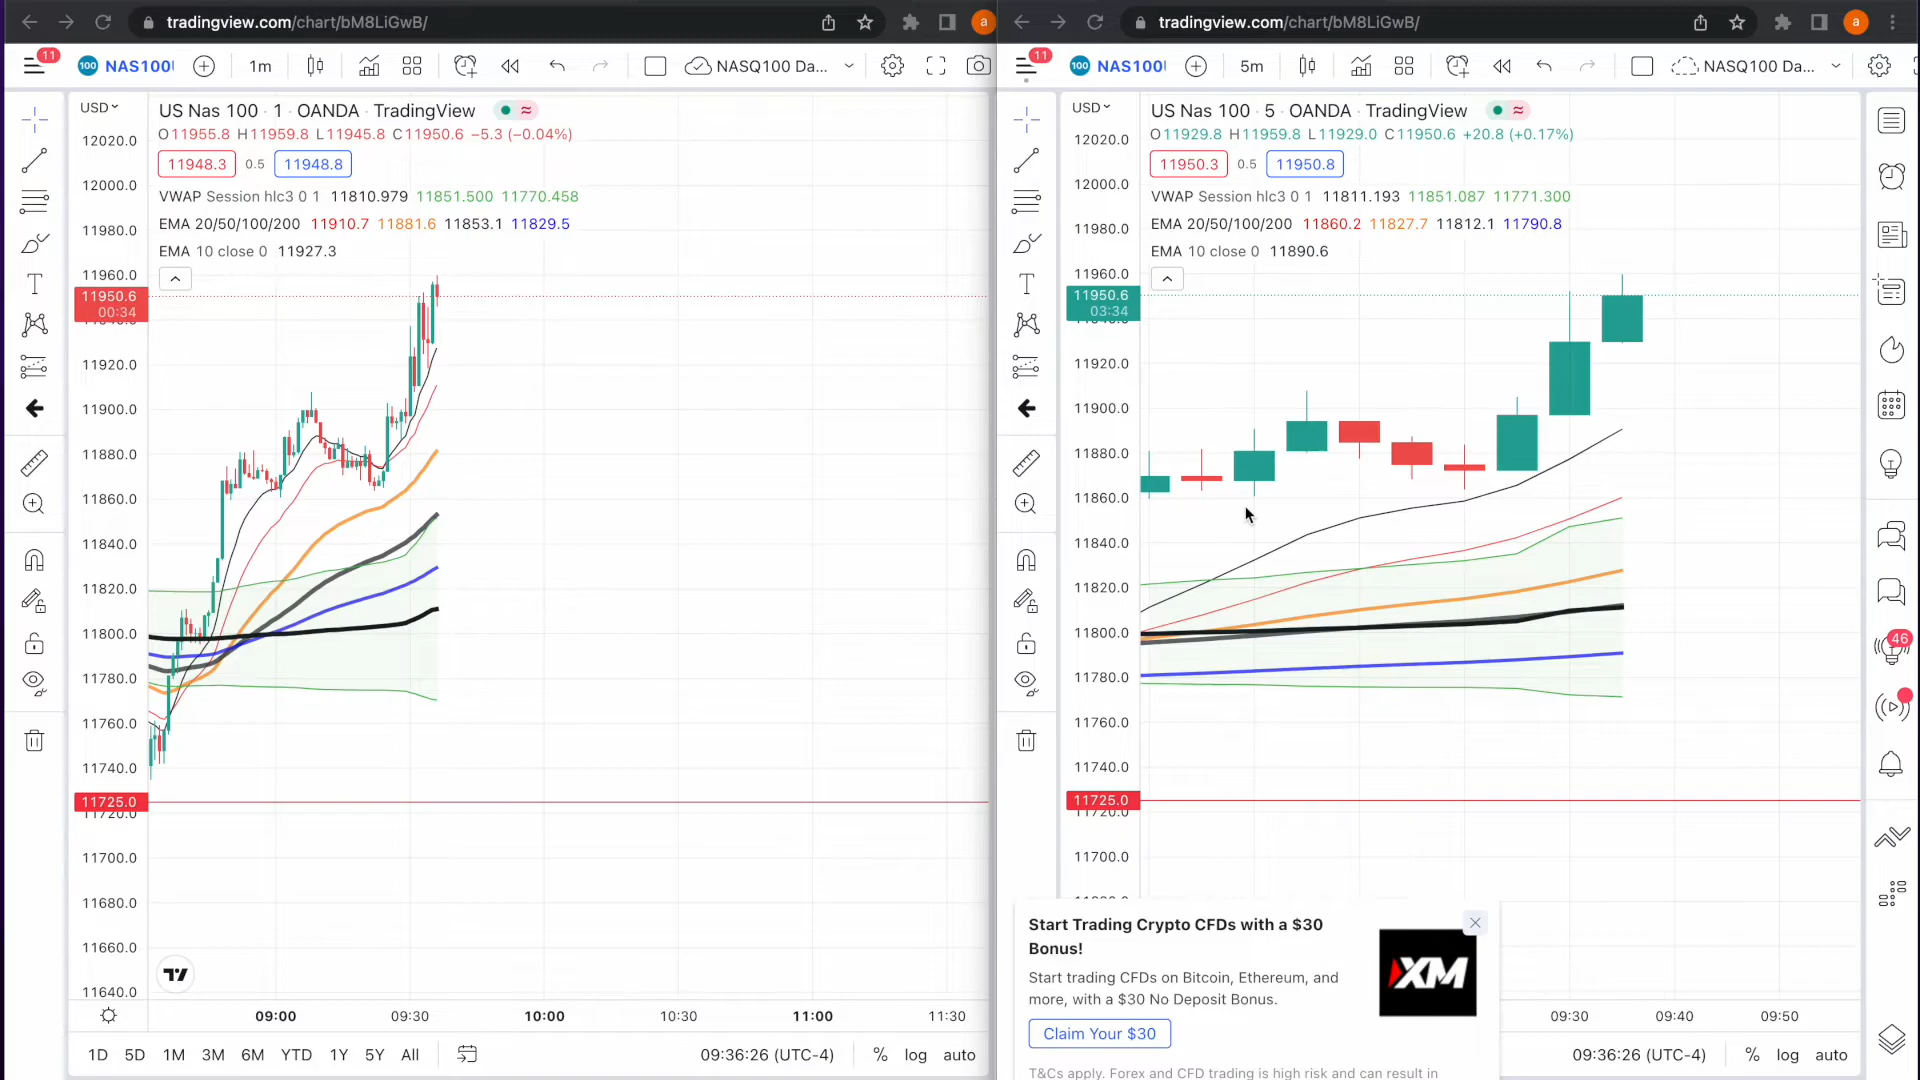 tradingview.com/chart/bM8LiGwB/
a
11
100 NAS100
1m
NASQ100 Da...
USD
US Nas 100 · 1 · OANDA · TradingView
O11955.8 H11959.8 L11945.8 C11950.6 −5.3 (−0.04%)
11948.3 0.5 11948.8
VWAP Session hlc3 0 1 11810.979 11851.500 11770.458
EMA 20/50/100/200 11910.7 11881.6 11853.1 11829.5
EMA 10 close 0 11927.3
12020.0
12000.0
11980.0
11960.0
11950.6
00:34
11920.0
11900.0
11880.0
11860.0
11840.0
11820.0
11800.0
11780.0
11760.0
11740.0
11725.0
11720.0
11700.0
11680.0
11660.0
11640.0
09:00 09:30 10:00 10:30 11:00 11:30
1D 5D 1M 3M 6M YTD 1Y 5Y All 09:36:26 (UTC-4) % log auto
tradingview.com/chart/bM8LiGwB/
a
11
100 NAS100
5m
NASQ100 Da...
USD
US Nas 100 · 5 · OANDA · TradingView
O11929.8 H11959.8 L11929.0 C11950.6 +20.8 (+0.17%)
11950.3 0.5 11950.8
VWAP Session hlc3 0 1 11811.193 11851.087 11771.300
EMA 20/50/100/200 11860.2 11827.7 11812.1 11790.8
EMA 10 close 0 11890.6
12020.0
12000.0
11980.0
11960.0
11950.6
03:34
11920.0
11900.0
11880.0
11860.0
11840.0
11820.0
11800.0
11780.0
11760.0
11740.0
11725.0
11720.0
11700.0
46
Start Trading Crypto CFDs with a $30
Bonus!
Start trading CFDs on Bitcoin, Ethereum, and
more, with a $30 No Deposit Bonus.
Claim Your $30
T&Cs apply. Forex and CFD trading is high risk and can result in
XM
09:30 09:40 09:50
09:36:26 (UTC-4) % log auto